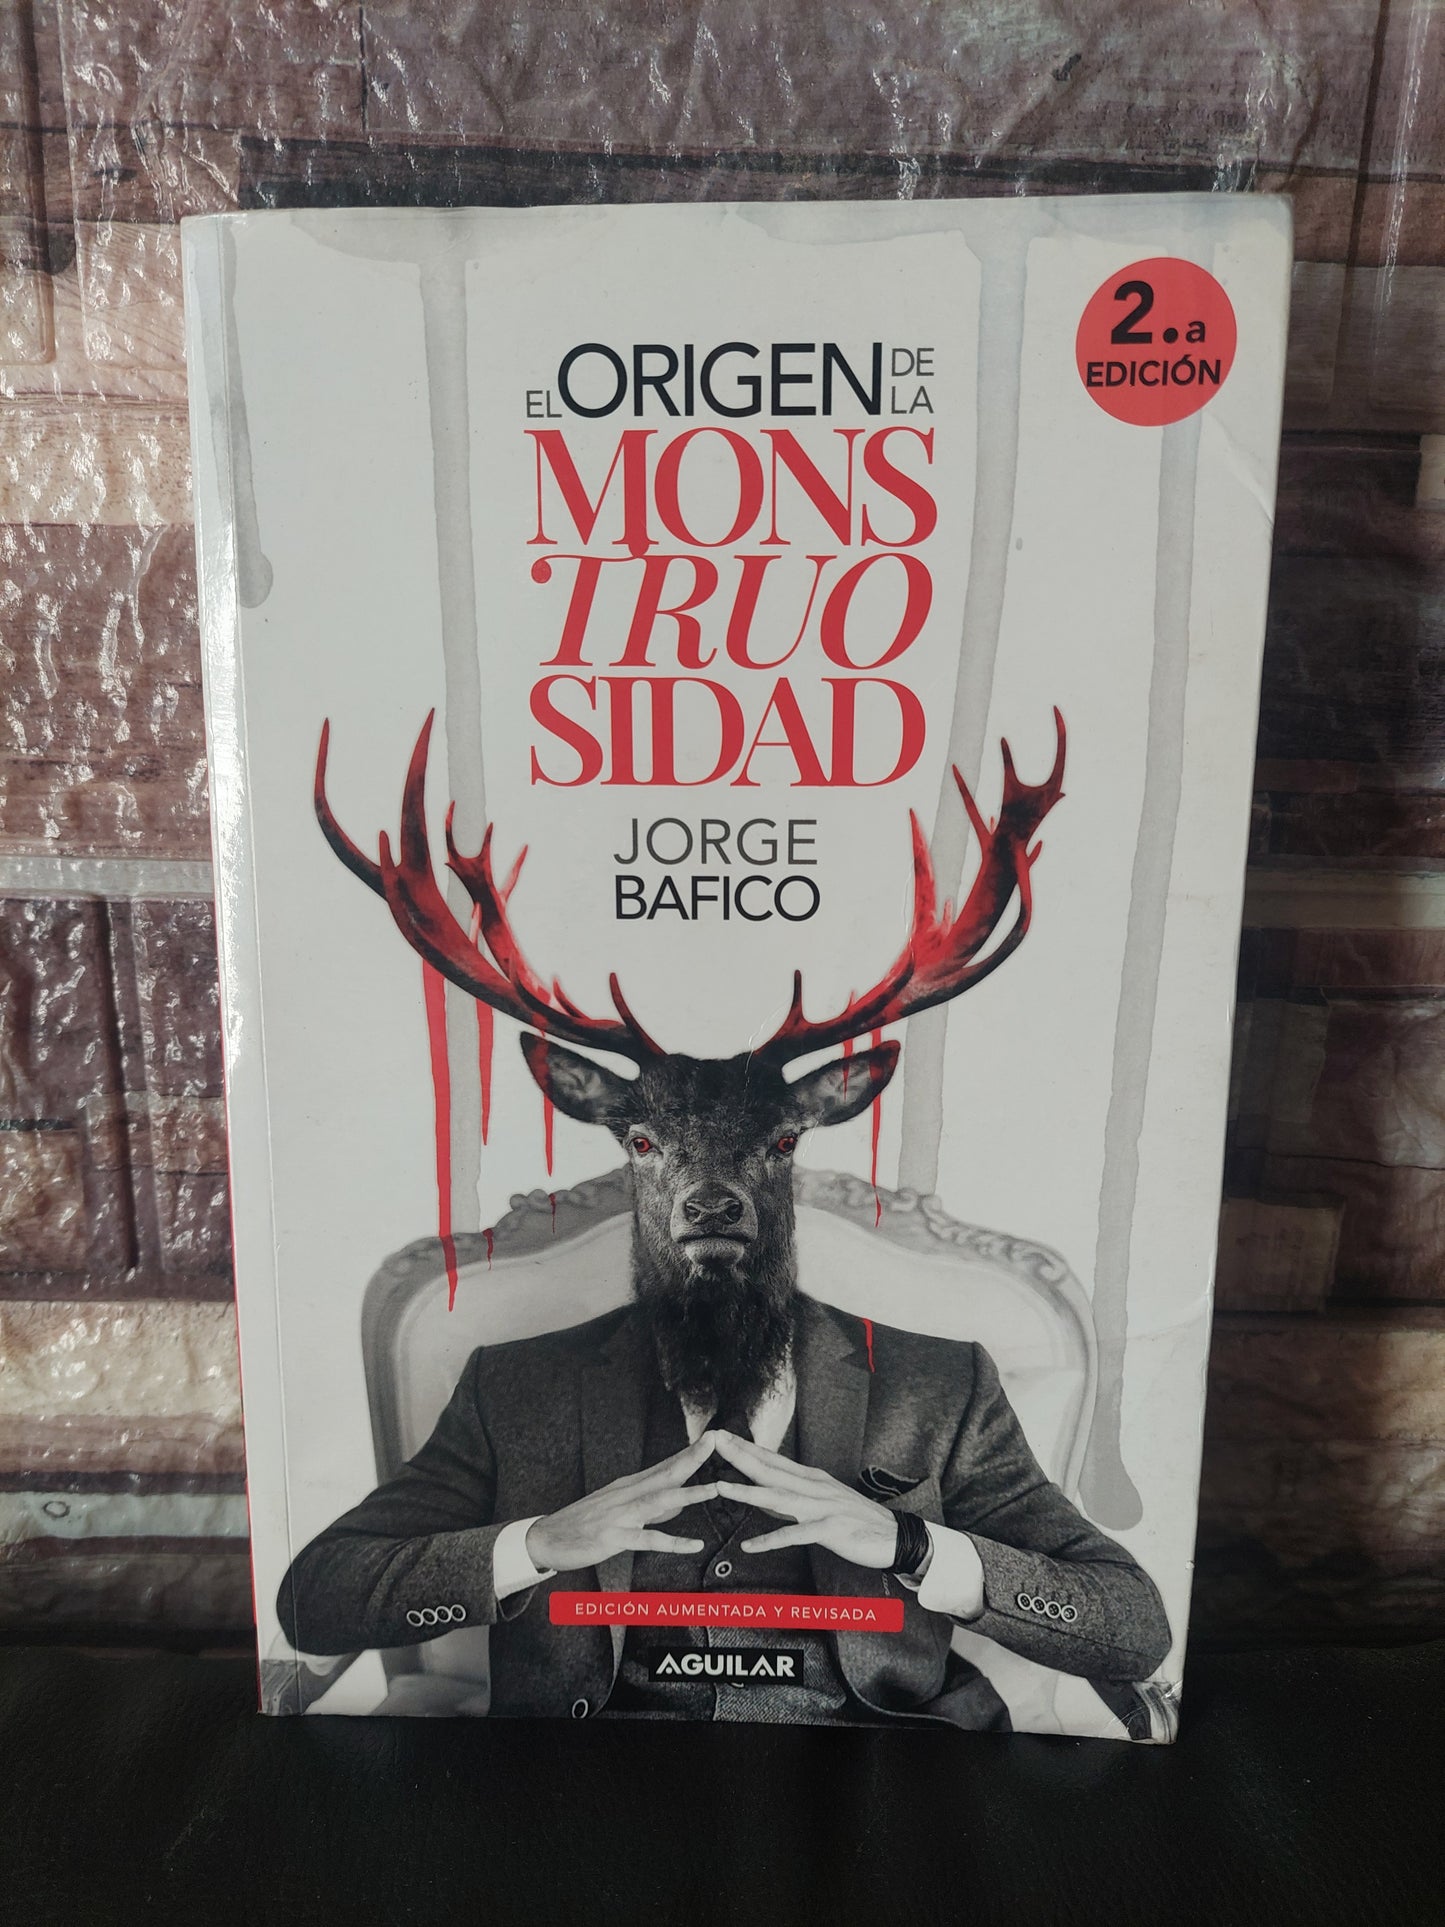 2.a
EDICIÓN
EL ORIGEN DE LA
MONS
TRUO
SIDAD
JORGE
BAFICO
EDICIÓN AUMENTADA Y REVISADA
AGUILAR